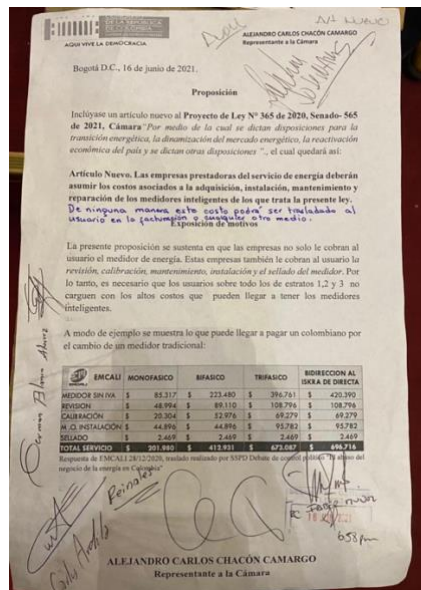 AQUÍ VIVE LA DEMOCRACIA
ALEJANDRO CARLOS CHACÓN CAMARGO
Representante a la Cámara
Bogotá D.C., 16 de junio de 2021.
Proposición
Inclúyase un artículo nuevo al Proyecto de Ley N° 365 de 2020, Senado- 565
de 2021, Cámara "Por medio de la cual se dictan disposiciones para la
transición energética, la dinamización del mercado energético, la reactivación
económica del país y se dictan otras disposiciones ", el cual quedará así:
Artículo Nuevo. Las empresas prestadoras del servicio de energía deberán
asumir los costos asociados a la adquisición, instalación, mantenimiento y
reparación de los medidores inteligentes de los que trata la presente ley.
De ninguna manera este costo podrá ser trasladado al
usuario en la facturación o cualquier otro medio.
Exposición de motivos
La presente proposición se sustenta en que las empresas no solo le cobran al
usuario el medidor de energía. Estas empresas también le cobran al usuario la
revisión, calibración, mantenimiento, instalación y el sellado del medidor. Por
lo tanto, es necesario que los usuarios sobre todo los de estratos 1,2 y 3 no
carguen con los altos costos que pueden llegar a tener los medidores
inteligentes.
A modo de ejemplo se muestra lo que puede llegar a pagar un colombiano por
el cambio de un medidor tradicional:
EMCALI MONOFASICO BIFASICO TRIFASICO BIDIRECCION AL ISKRA DE DIRECTA
MEDIDOR SIN IVA $ 85.317 $ 223.480 $ 396.761 $ 420.390
REVISION $ 48.994 $ 89.110 $ 108.796 $ 108.796
CALIBRACIÓN $ 20.304 $ 52.976 $ 69.279 $ 69.379
M. O. INSTALACIÓN $ 44.896 $ 44.896 $ 95.782 $ 95.782
SELLADO $ 2.469 $ 2.469 $ 2.469 $ 2.469
TOTAL SERVICIO $ 201.980 $ 412.931 $ 673.087 $ 696.716
Respuesta de EMCALI 28/12/2020, traslado realizado por SSPD Debate de control político "El abuso del
negocio de la energía en Colombia"
Reinales
6:58 pm
ALEJANDRO CARLOS CHACÓN CAMARGO
Representante a la Cámara